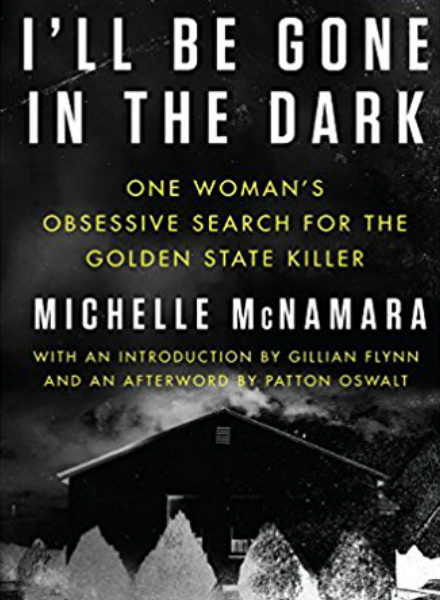 I'LL BE GONE
IN THE DARK
ONE WOMAN'S
OBSESSIVE SEARCH FOR THE
GOLDEN STATE KILLER
MICHELLE McNAMARA
WITH AN INTRODUCTION BY GILLIAN FLYNN
AND AN AFTERWORD BY PATTON OSWALT